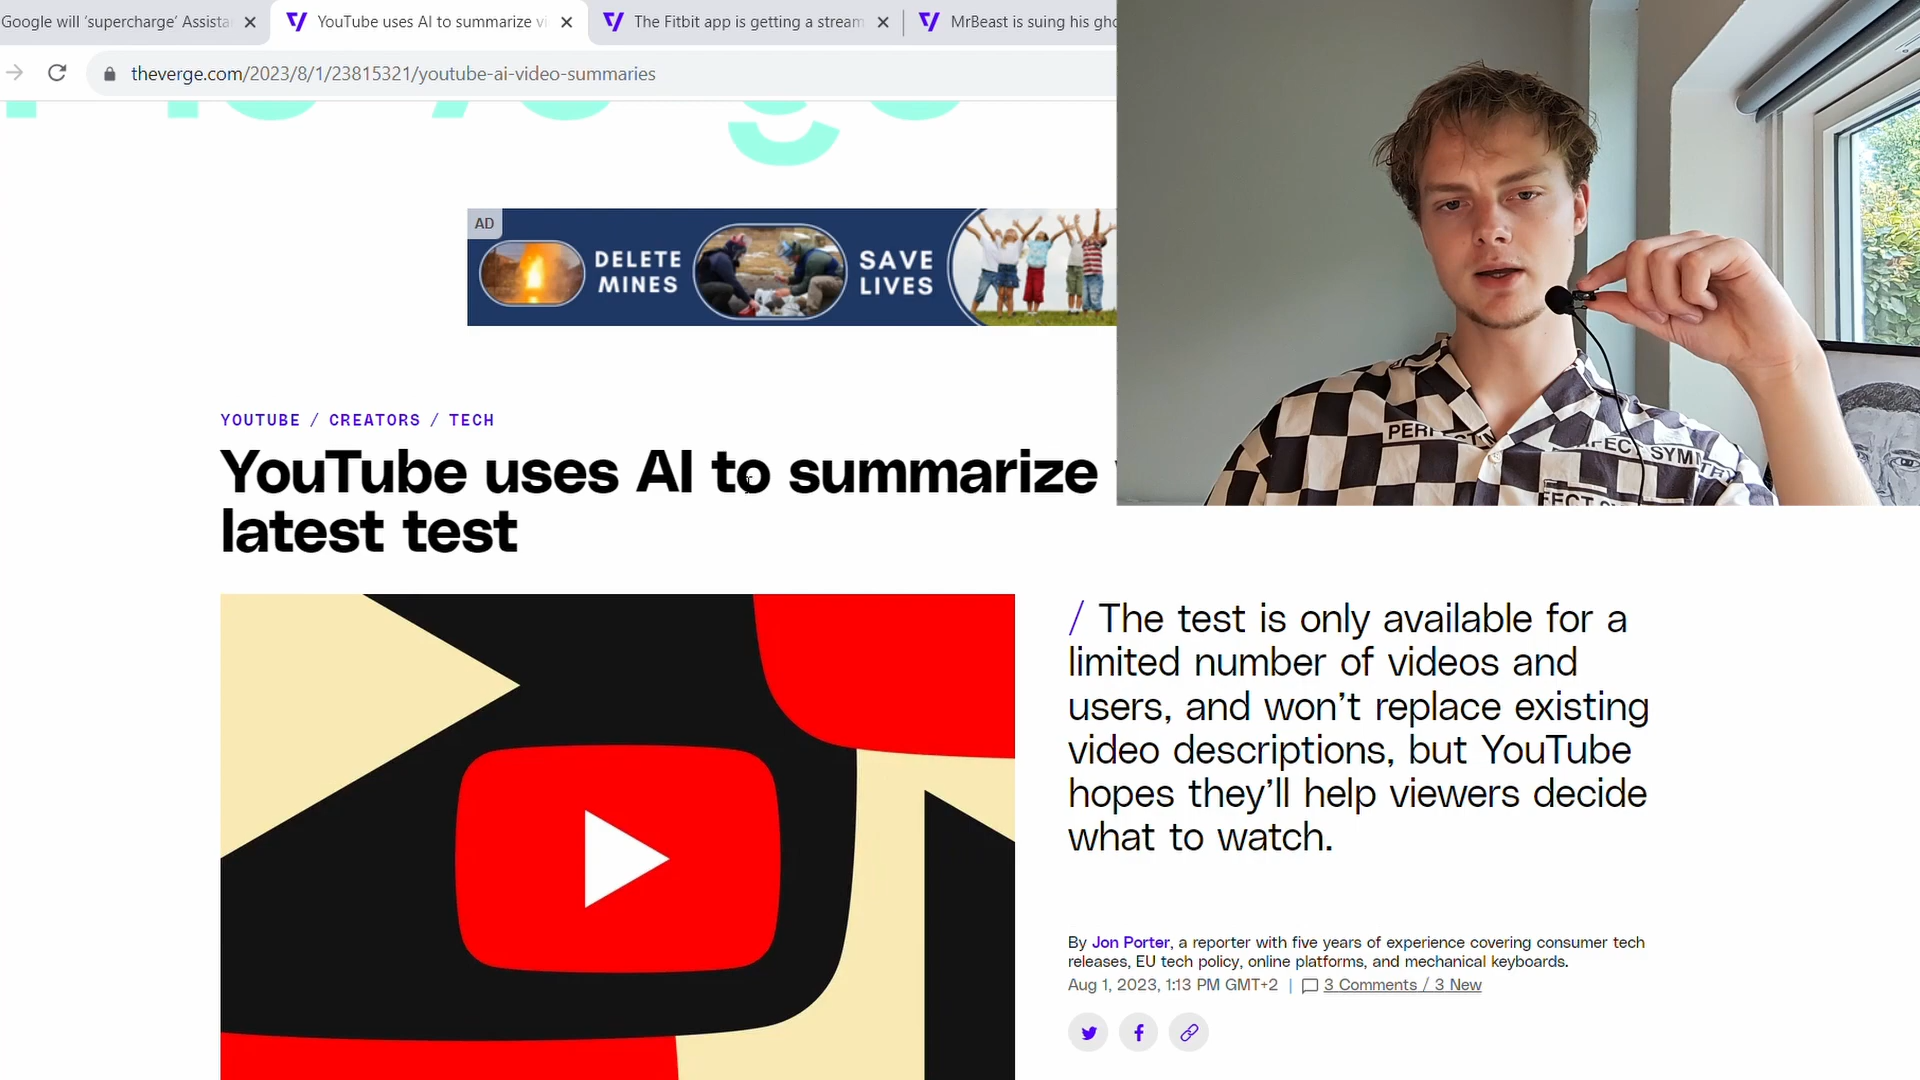 Google will ‘supercharge’ Assista
YouTube uses AI to summarize vi
The Fitbit app is getting a stream
MrBeast is suing his gho
theverge.com/2023/8/1/23815321/youtube-ai-video-summaries
AD
DELETE
MINES
SAVE
LIVES
YOUTUBE / CREATORS / TECH
YouTube uses AI to summarize
latest test
/ The test is only available for a
limited number of videos and
users, and won’t replace existing
video descriptions, but YouTube
hopes they’ll help viewers decide
what to watch.
By Jon Porter, a reporter with five years of experience covering consumer tech
releases, EU tech policy, online platforms, and mechanical keyboards.
Aug 1, 2023, 1:13 PM GMT+2 | 3 Comments / 3 New